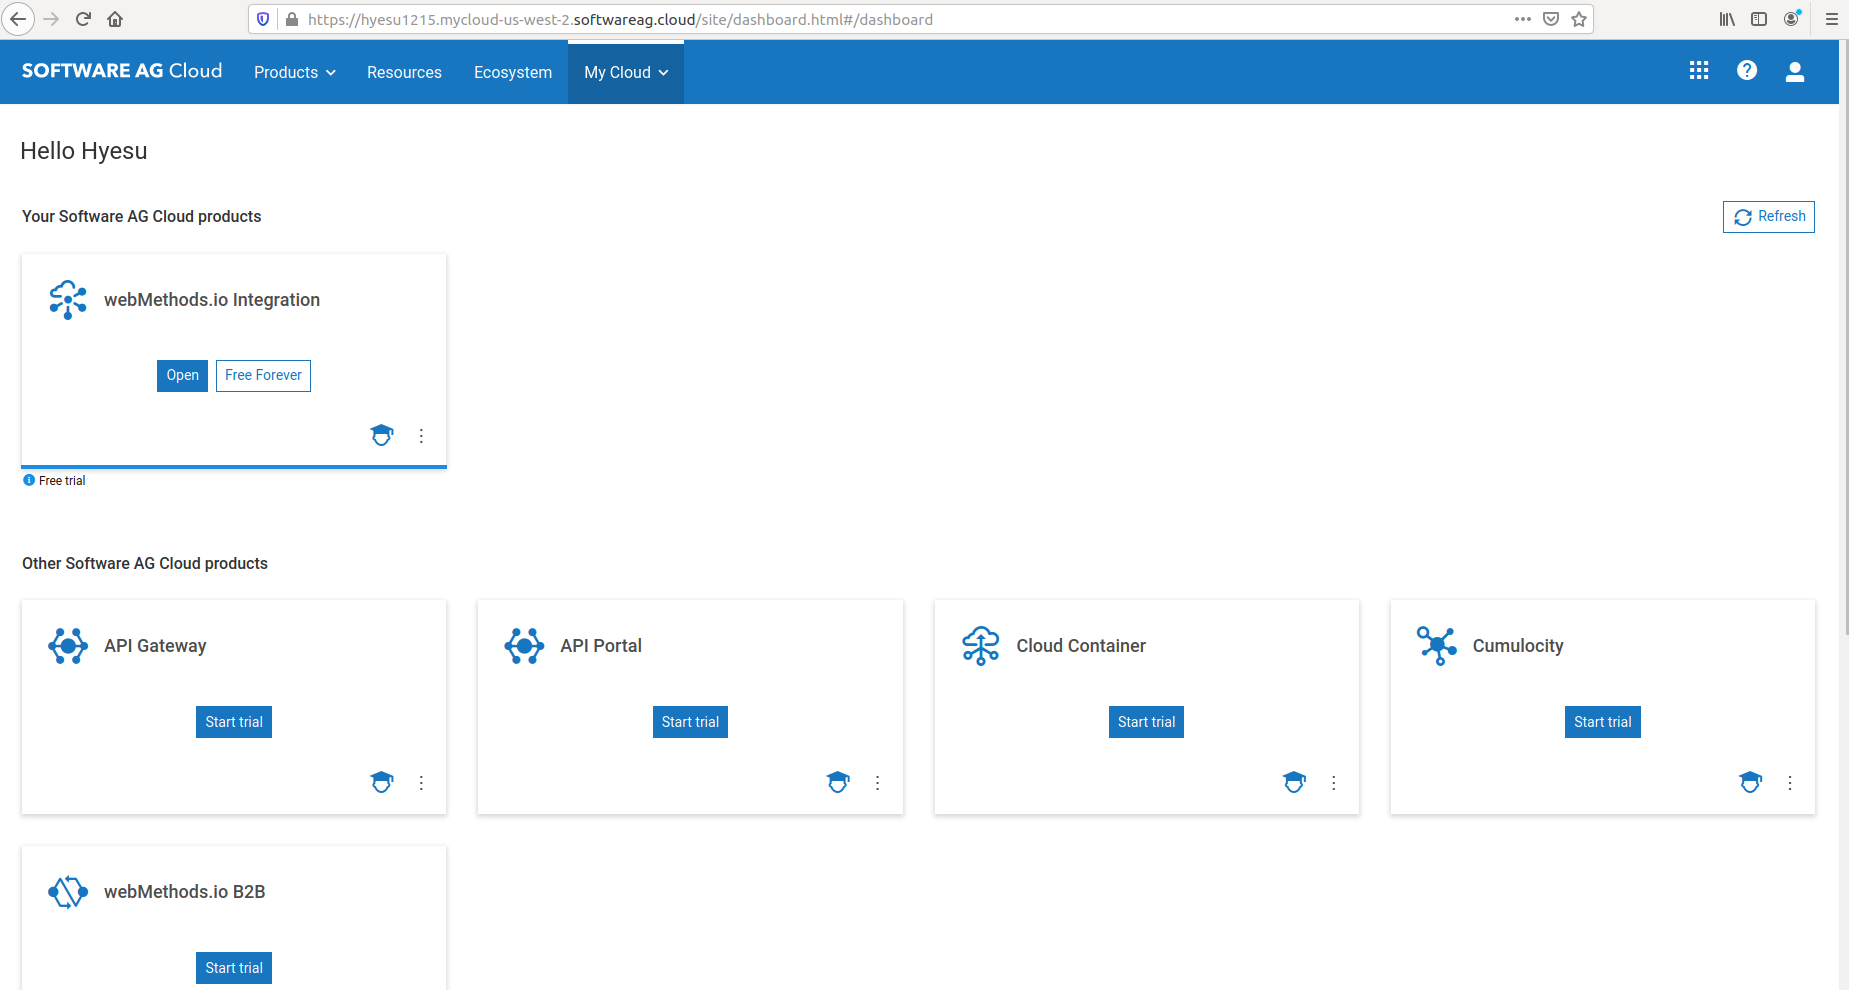 https://hyesu1215.mycloud-us-west-2.softwareag.cloud/site/dashboard.html#/dashboard
SOFTWARE AG Cloud Products Resources Ecosystem My Cloud
Hello Hyesu
Your Software AG Cloud products Refresh
webMethods.io Integration
Open Free Forever
Free trial
Other Software AG Cloud products
API Gateway API Portal Cloud Container Cumulocity
Start trial Start trial Start trial Start trial
webMethods.io B2B
Start trial